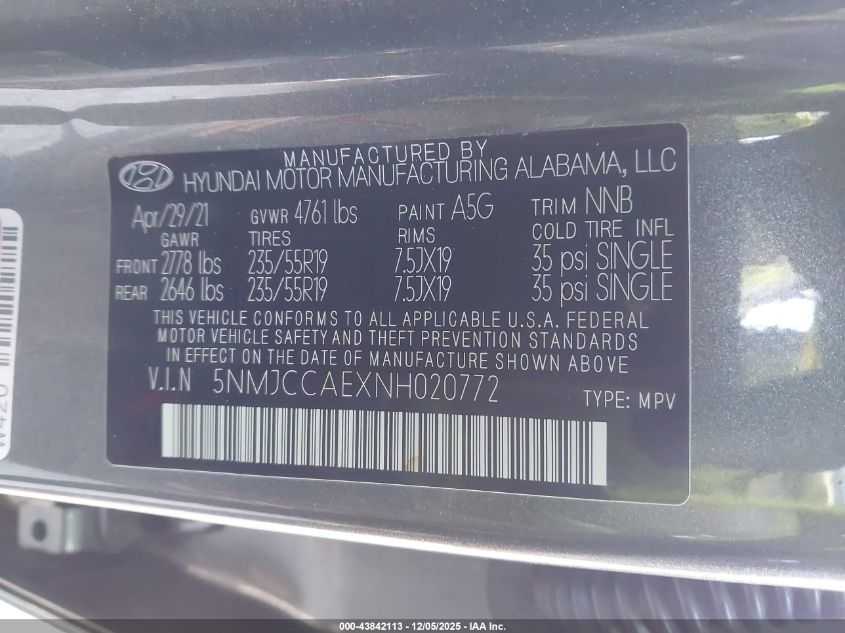 MANUFACTURED BY
HYUNDAI MOTOR MANUFACTURING ALABAMA, LLC
Apr/29/21 GVWR 4761 lbs PAINT A5G TRIM NNB
GAWR TIRES RIMS COLD TIRE INFL
FRONT 2778 lbs 235/55R19 7.5JX19 35 psi SINGLE
REAR 2646 lbs 235/55R19 7.5JX19 35 psi SINGLE
THIS VEHICLE CONFORMS TO ALL APPLICABLE U.S.A. FEDERAL
MOTOR VEHICLE SAFETY AND THEFT PREVENTION STANDARDS
IN EFFECT ON THE DATE OF MANUFACTURE SHOWN ABOVE
V.I.N 5NMJCCAEXNH020772 TYPE: MPV
W420
000-43842113 - 12/05/2025 - IAA Inc.